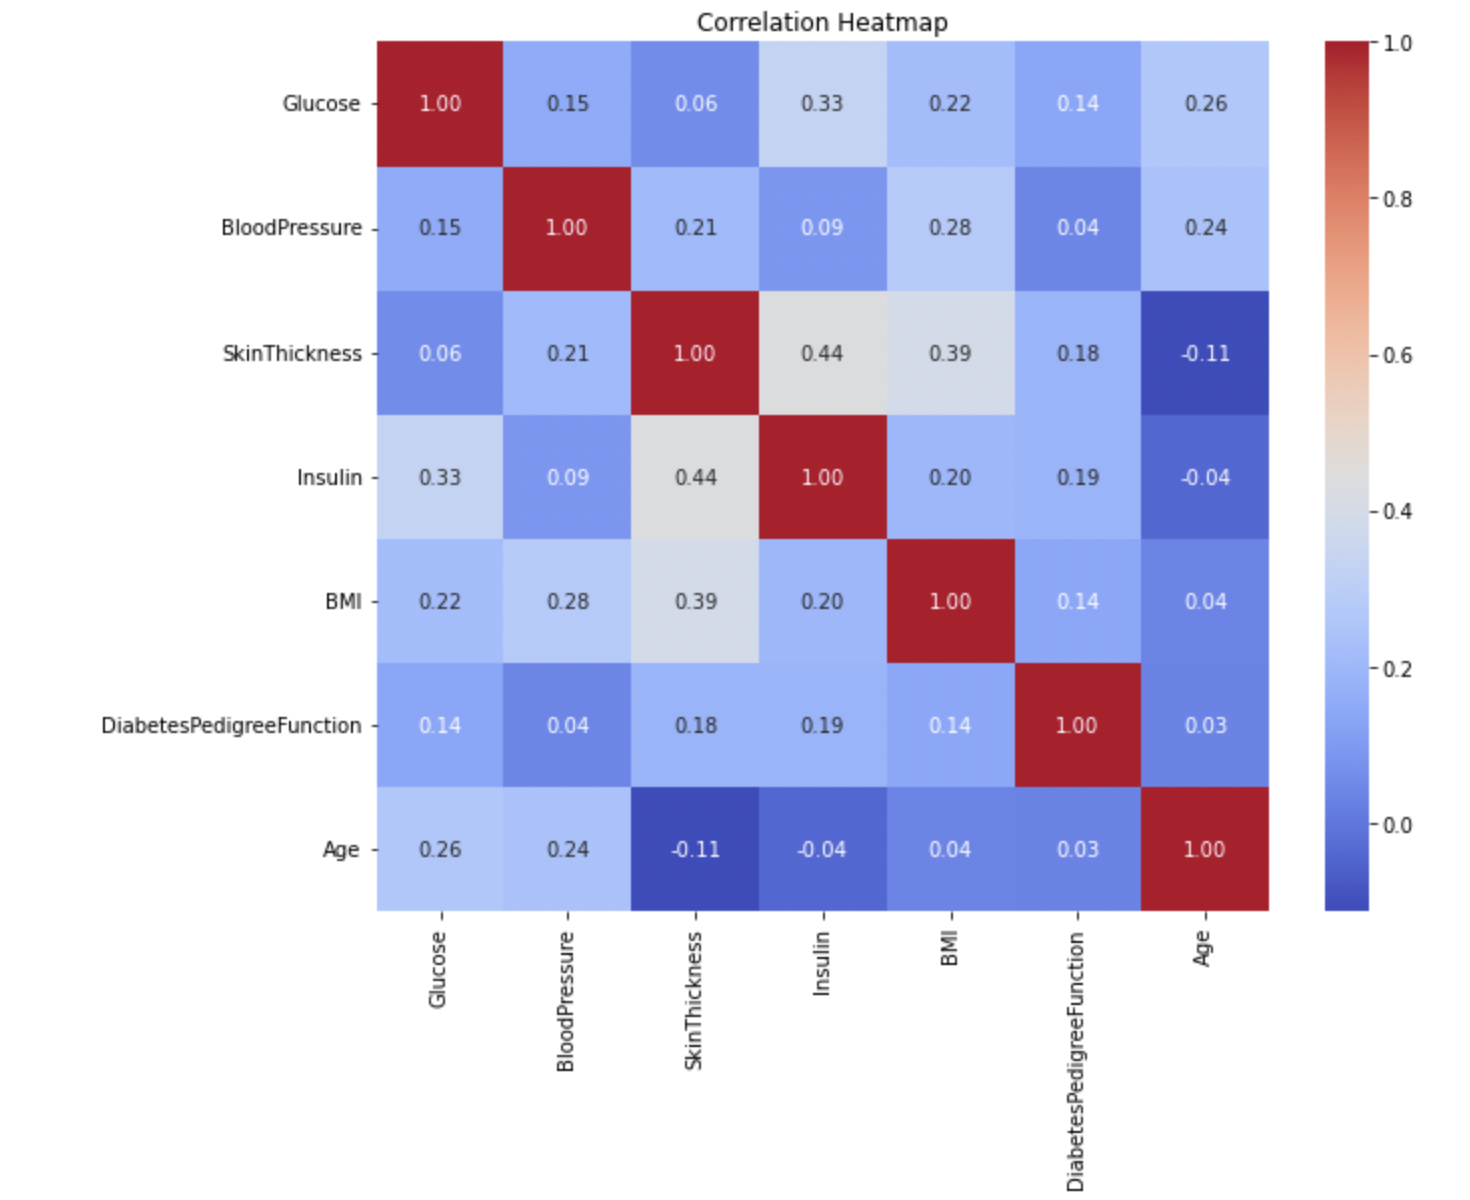 Correlation Heatmap
Glucose 1.00 0.15 0.06 0.33 0.22 0.14 0.26
BloodPressure 0.15 1.00 0.21 0.09 0.28 0.04 0.24
SkinThickness 0.06 0.21 1.00 0.44 0.39 0.18 -0.11
Insulin 0.33 0.09 0.44 1.00 0.20 0.19 -0.04
BMI 0.22 0.28 0.39 0.20 1.00 0.14 0.04
DiabetesPedigreeFunction 0.14 0.04 0.18 0.19 0.14 1.00 0.03
Age 0.26 0.24 -0.11 -0.04 0.04 0.03 1.00
Glucose
BloodPressure
SkinThickness
Insulin
BMI
DiabetesPedigreeFunction
Age
1.0
0.8
0.6
0.4
0.2
0.0